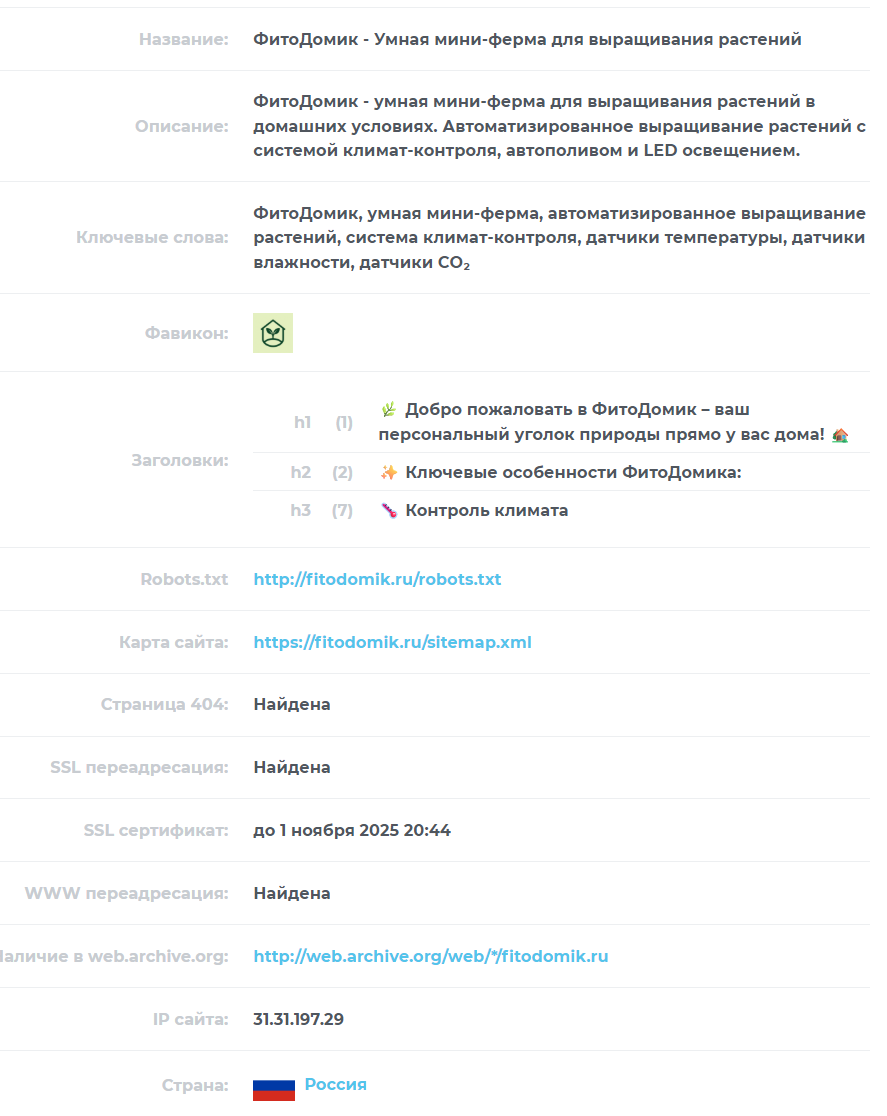 Название: ФитоДомик - Умная мини-ферма для выращивания растений
Описание: ФитоДомик - умная мини-ферма для выращивания растений в
домашних условиях. Автоматизированное выращивание растений с
системой климат-контроля, автополивом и LED освещением.
Ключевые слова: ФитоДомик, умная мини-ферма, автоматизированное выращивание
растений, система климат-контроля, датчики температуры, датчики
влажности, датчики CO₂
Фавикон:
Заголовки:
h1 (1) 🌿 Добро пожаловать в ФитоДомик – ваш
персональный уголок природы прямо у вас дома! 🏡
h2 (2) ✨ Ключевые особенности ФитоДомика:
h3 (7) 🌡 Контроль климата
Robots.txt http://fitodomik.ru/robots.txt
Карта сайта: https://fitodomik.ru/sitemap.xml
Страница 404: Найдена
SSL переадресация: Найдена
SSL сертификат: до 1 ноября 2025 20:44
WWW переадресация: Найдена
аличие в web.archive.org: http://web.archive.org/web/*/fitodomik.ru
IP сайта: 31.31.197.29
Страна: Россия